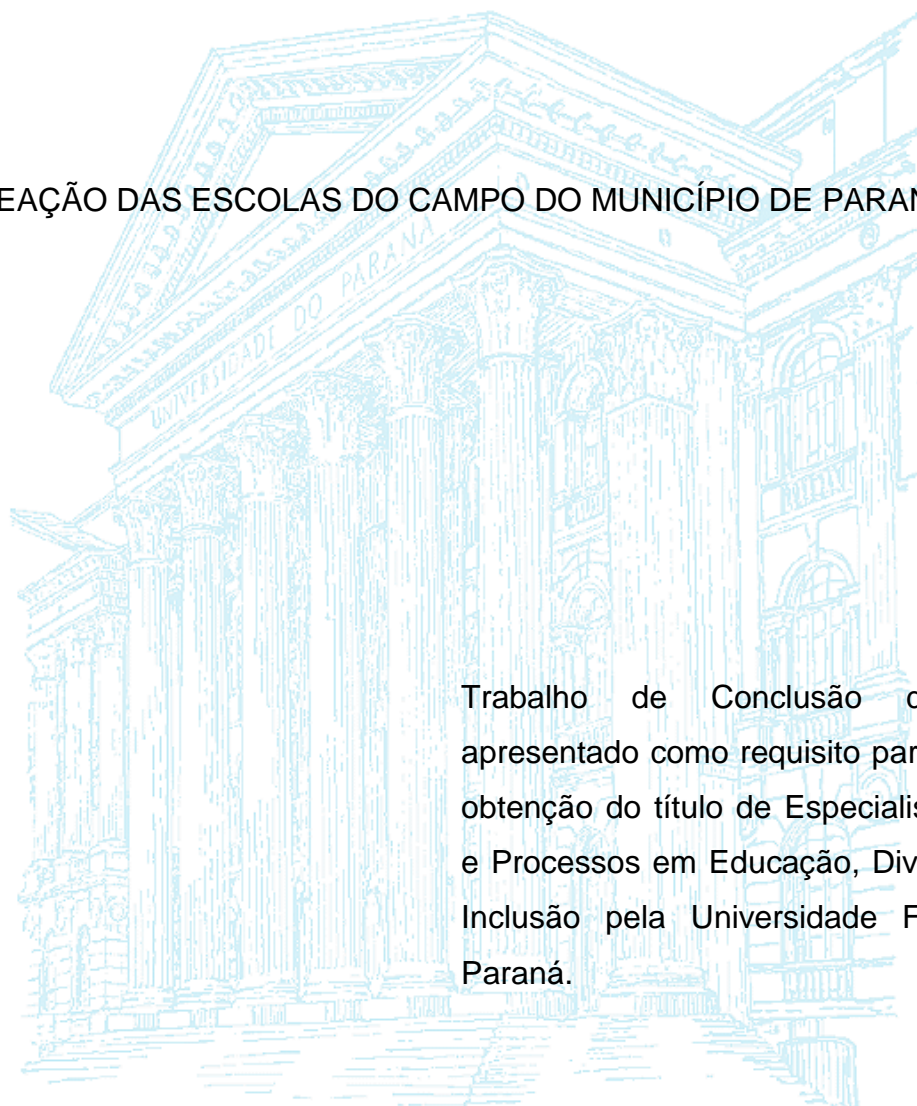 EAÇÃO DAS ESCOLAS DO CAMPO DO MUNICÍPIO DE PARAN
UNIVERSIDADE DO PARANÁ
Trabalho de Conclusão
apresentado como requisito par
obtenção do título de Especialis
e Processos em Educação, Div
Inclusão pela Universidade F
Paraná.